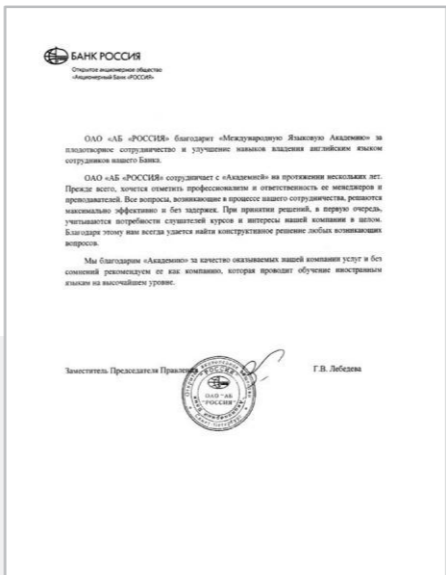 БАНК РОССИЯ
Открытое акционерное общество
«Акционерный Банк «РОССИЯ»
ОАО «АБ «РОССИЯ» благодарит «Международную Языковую Академию» за
плодотворное сотрудничество и улучшение навыков владения английским языком
сотрудников нашего Банка.
ОАО «АБ «РОССИЯ» сотрудничает с «Академией» на протяжении нескольких лет.
Прежде всего, хочется отметить профессионализм и ответственность ее менеджеров и
преподавателей. Все вопросы, возникающие в процессе нашего сотрудничества, решаются
максимально эффективно и без задержек. При принятии решений, в первую очередь,
учитываются потребности слушателей курсов и интересы нашей компании в целом.
Благодаря этому нам всегда удается найти конструктивное решение любых возникающих
вопросов.
Мы благодарим «Академию» за качество оказываемых нашей компании услуг и без
сомнений рекомендуем ее как компанию, которая проводит обучение иностранным
языкам на высочайшем уровне.
Заместитель Председателя Правления
Г.В. Лебедева
ОАО "АБ
"РОССИЯ"